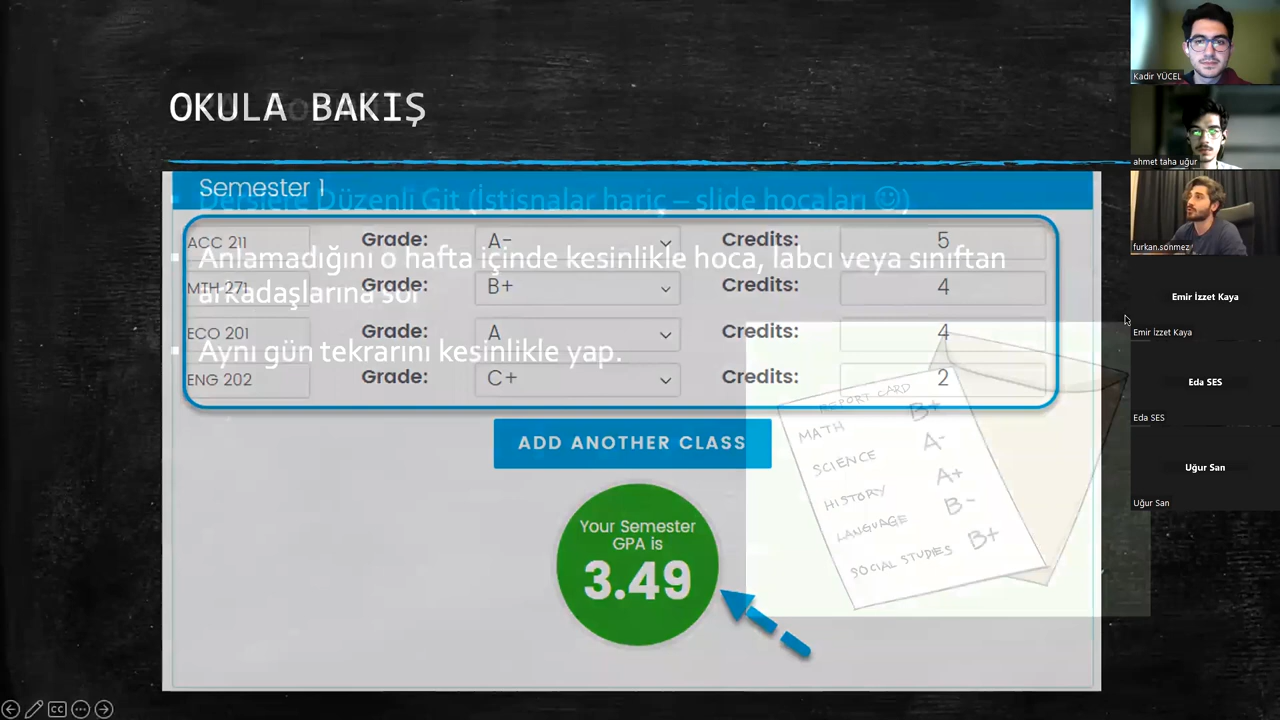 OKULA BAKIŞ
Semester 1
Derslere Düzenli Git (İstisnalar hariç – slide hocaları ☺)
ACC 211 Grade: A- Credits: 5
Anlamadığını o hafta içinde kesinlikle hoca, labcı veya sınıftan
MTH 271 Grade: B+ Credits: 4
arkadaşlarına sor
ECO 201 Grade: A Credits: 4
Aynı gün tekrarını kesinlikle yap.
ENG 202 Grade: C+ Credits: 2
ADD ANOTHER CLASS
Your Semester
GPA is
3.49
REPORT CARD
MATH B+
SCIENCE A-
HISTORY A+
LANGUAGE B-
SOCIAL STUDIES B+
Kadir YÜCEL
ahmet taha uğur
furkan.sonmez
Emir İzzet Kaya
Emir İzzet Kaya
Eda SES
Eda SES
Uğur San
Uğur San
CC